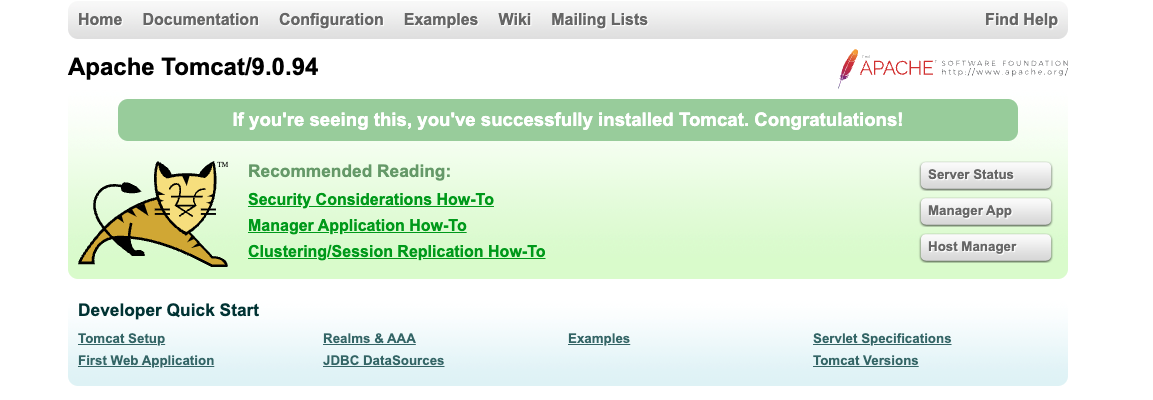 Home Documentation Configuration Examples Wiki Mailing Lists Find Help
Apache Tomcat/9.0.94
THE
APACHE™ SOFTWARE FOUNDATION
http://www.apache.org/
If you're seeing this, you've successfully installed Tomcat. Congratulations!
TM
Recommended Reading:
Security Considerations How-To
Manager Application How-To
Clustering/Session Replication How-To
Server Status
Manager App
Host Manager
Developer Quick Start
Tomcat Setup Realms & AAA Examples Servlet Specifications
First Web Application JDBC DataSources Tomcat Versions